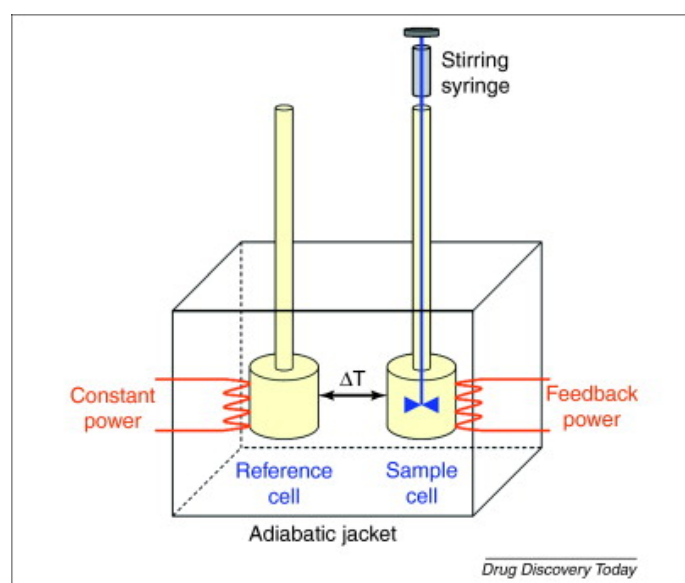 Stirring
syringe
ΔT
Constant
power
Feedback
power
Reference
cell
Sample
cell
Adiabatic jacket
Drug Discovery Today